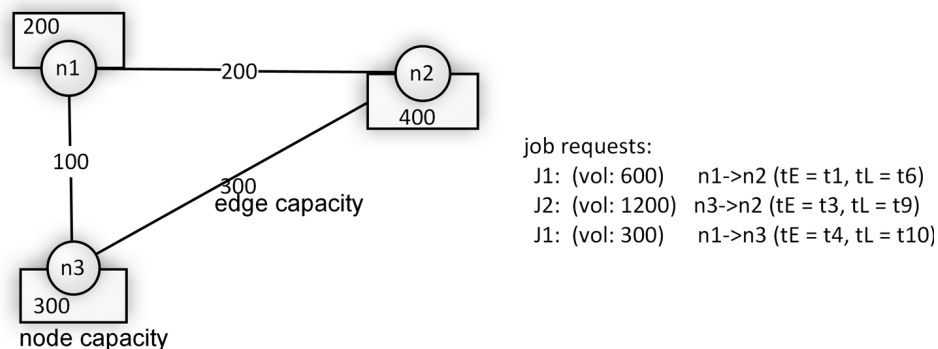 200
n1
200
n2
400
100
300
edge capacity
n3
300
node capacity
job requests:
J1: (vol: 600) n1->n2 (tE = t1, tL = t6)
J2: (vol: 1200) n3->n2 (tE = t3, tL = t9)
J1: (vol: 300) n1->n3 (tE = t4, tL = t10)